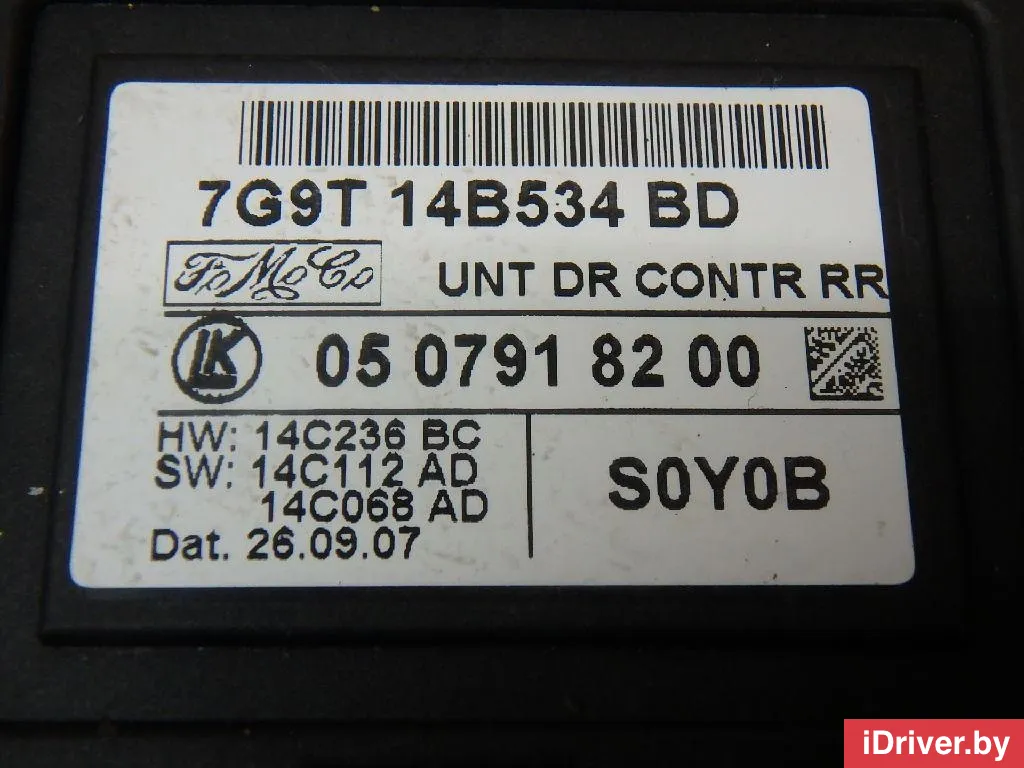 7G9T 14B534 BD
FoMoCo UNT DR CONTR RR
LK 05 0791 82 00
HW: 14C236 BC
SW: 14C112 AD
14C068 AD
Dat. 26.09.07
S0Y0B
iDriver.by